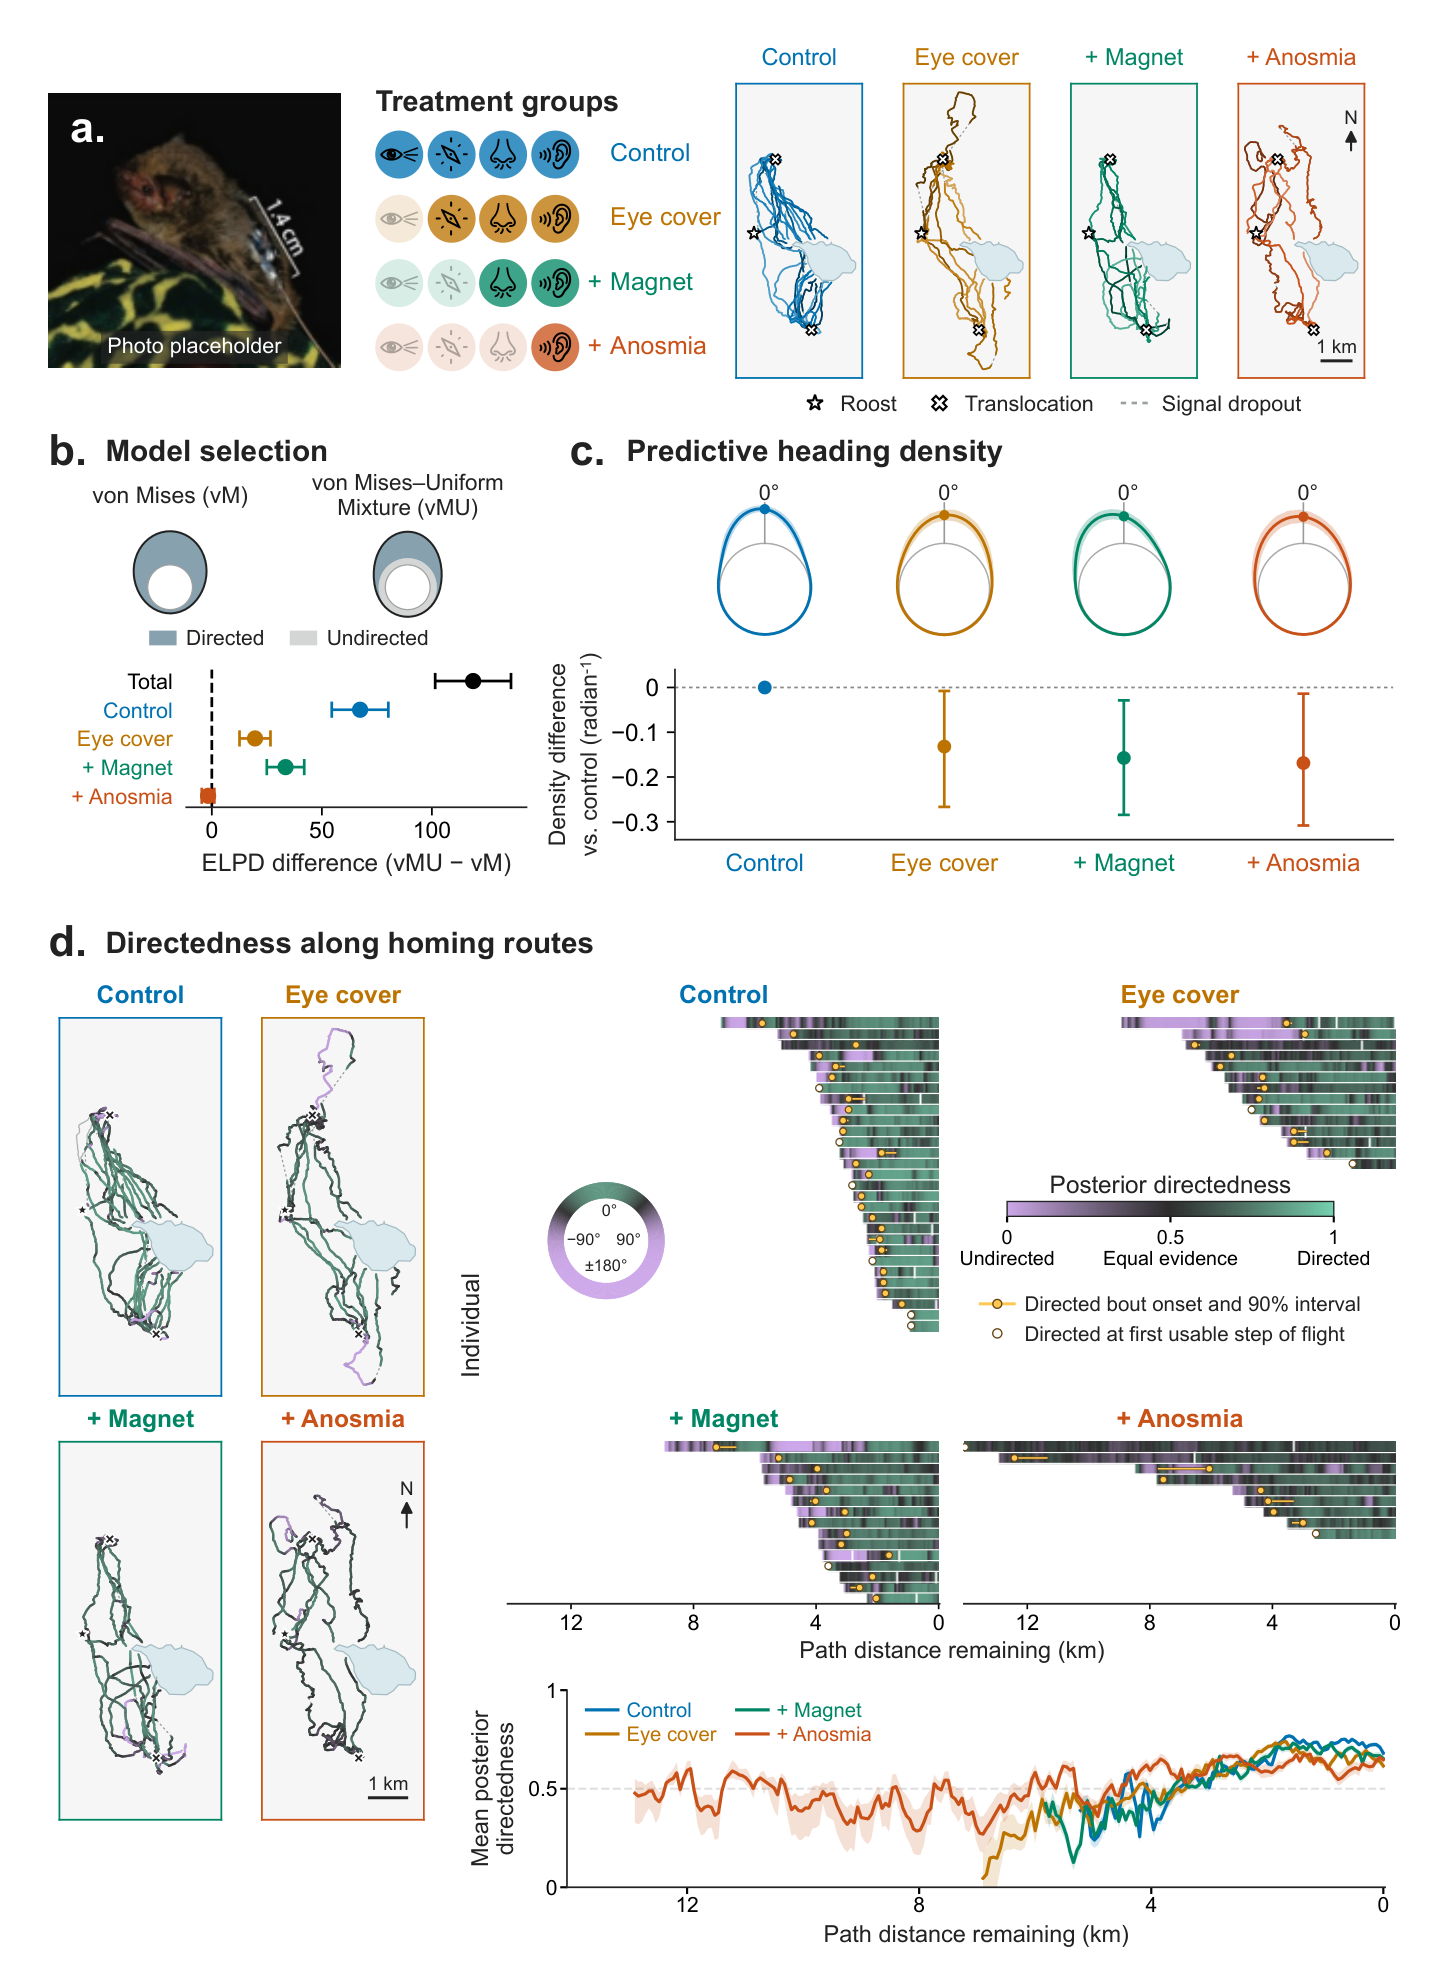 a.
1.4 cm
Photo placeholder
Treatment groups
Control
Eye cover
+ Magnet
+ Anosmia
Control
Eye cover
+ Magnet
+ Anosmia
N
1 km
Roost
Translocation
Signal dropout
b. Model selection
von Mises (vM)
von Mises–Uniform
Mixture (vMU)
Directed
Undirected
Total
Control
Eye cover
+ Magnet
+ Anosmia
0 50 100
ELPD difference (vMU − vM)
c. Predictive heading density
0° 0° 0° 0°
Density difference
vs. control (radian⁻¹)
0
−0.1
−0.2
−0.3
Control
Eye cover
+ Magnet
+ Anosmia
d. Directedness along homing routes
Control
Eye cover
+ Magnet
+ Anosmia
N
1 km
Individual
0°
−90° 90°
±180°
Control
Eye cover
Posterior directedness
0 0.5 1
Undirected Equal evidence Directed
Directed bout onset and 90% interval
Directed at first usable step of flight
+ Magnet
+ Anosmia
12 8 4 0
12 8 4 0
Path distance remaining (km)
Mean posterior
directedness
1
0.5
0
Control
Eye cover
+ Magnet
+ Anosmia
12 8 4 0
Path distance remaining (km)